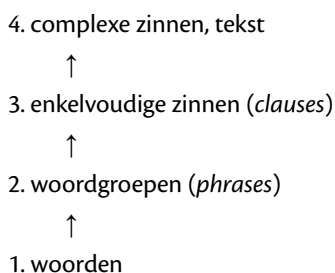 4. complexe zinnen, tekst
↑
3. enkelvoudige zinnen (clauses)
↑
2. woordgroepen (phrases)
↑
1. woorden